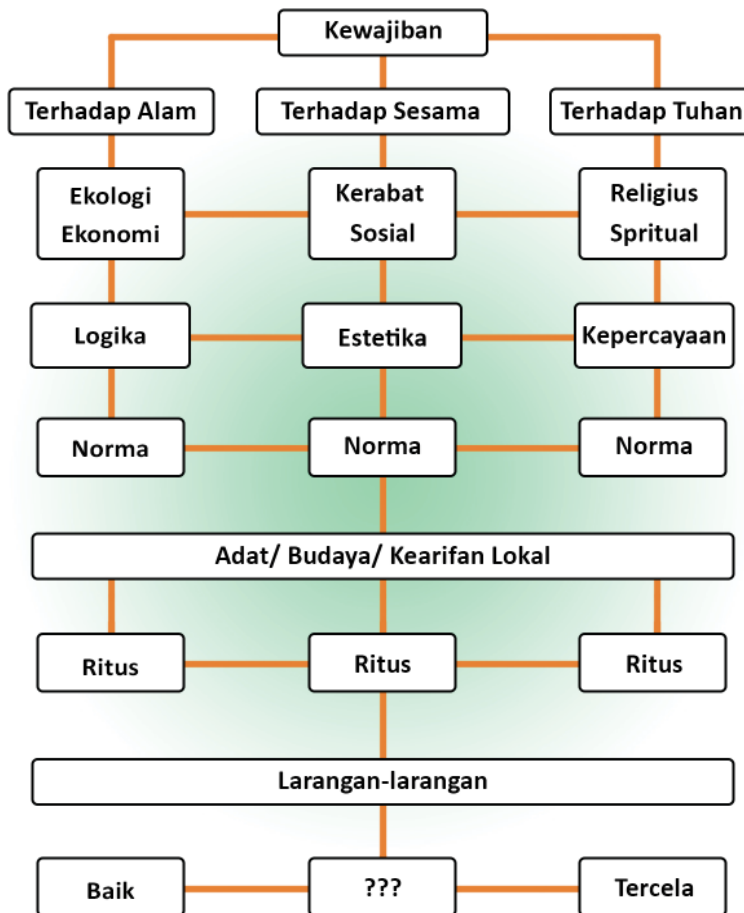 Kewajiban
Terhadap Alam
Terhadap Sesama
Terhadap Tuhan
Ekologi
Ekonomi
Kerabat
Sosial
Religius
Spritual
Logika
Estetika
Kepercayaan
Norma
Norma
Norma
Adat/ Budaya/ Kearifan Lokal
Ritus
Ritus
Ritus
Larangan-larangan
Baik
???
Tercela